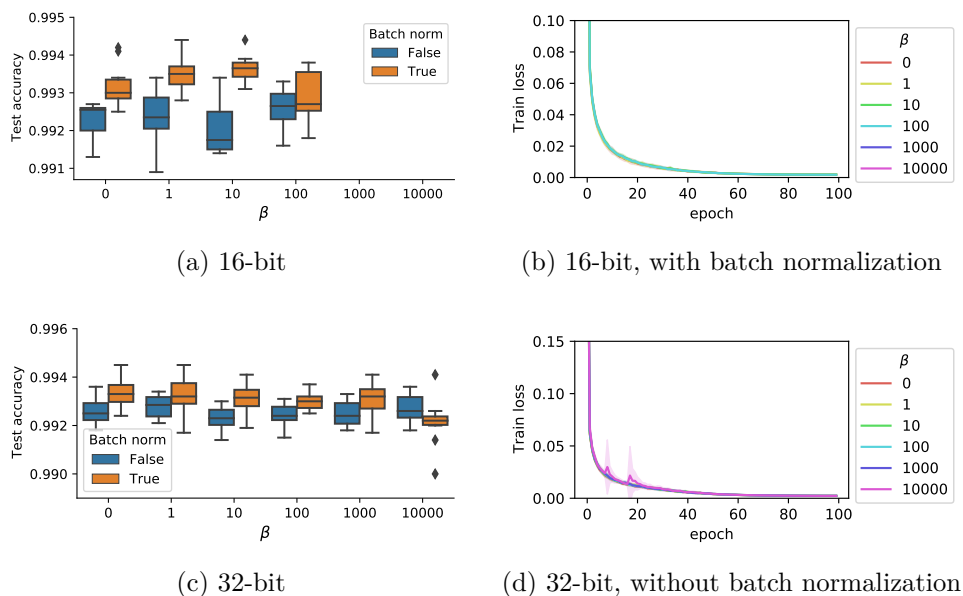 0.995
0.994
0.993
0.992
0.991
Test accuracy
Batch norm
False
True
0 1 10 100 1000 10000
β
(a) 16-bit
0.10
0.08
0.06
0.04
0.02
0.00
Train loss
0 20 40 60 80 100
epoch
β
0
1
10
100
1000
10000
(b) 16-bit, with batch normalization
0.996
0.994
0.992
0.990
Test accuracy
Batch norm
False
True
0 1 10 100 1000 10000
β
(c) 32-bit
0.15
0.10
0.05
0.00
Train loss
0 20 40 60 80 100
epoch
β
0
1
10
100
1000
10000
(d) 32-bit, without batch normalization